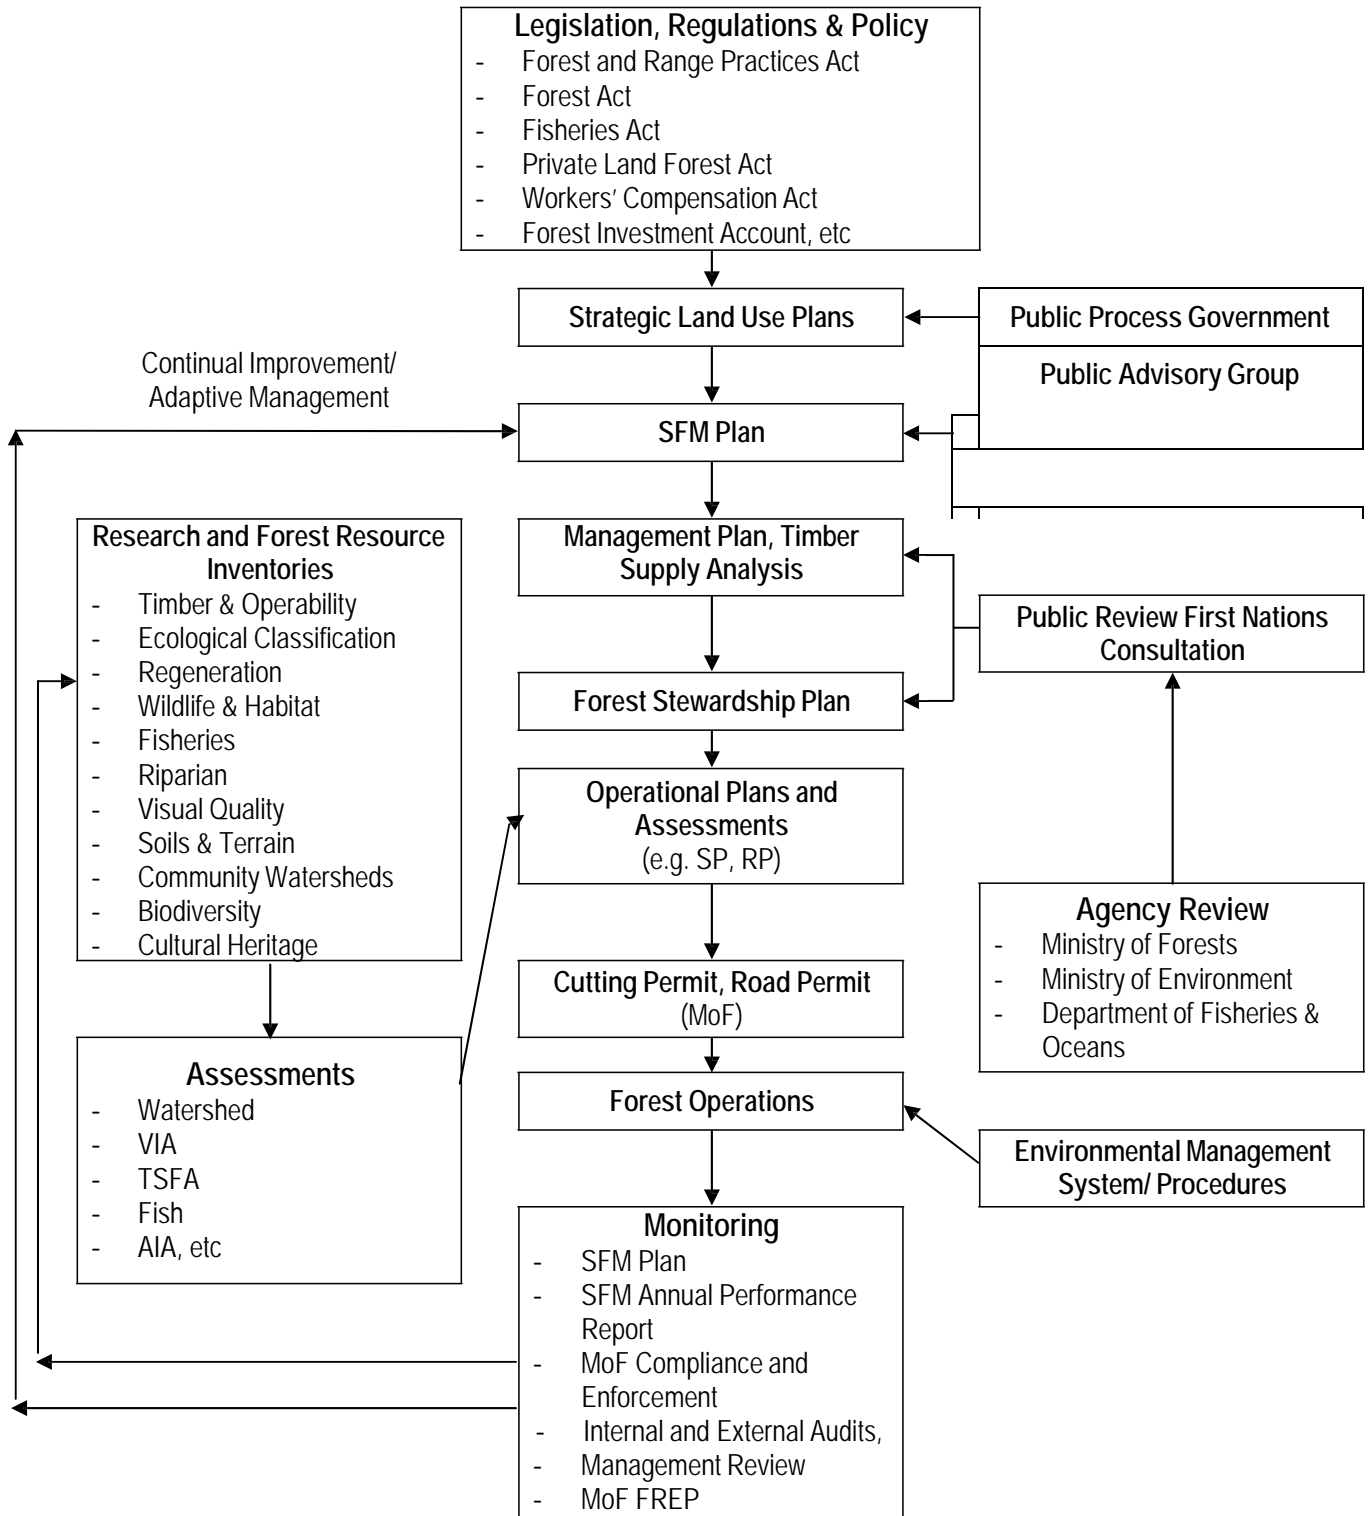 Legislation, Regulations & Policy
- Forest and Range Practices Act
- Forest Act
- Fisheries Act
- Private Land Forest Act
- Workers’ Compensation Act
- Forest Investment Account, etc
Strategic Land Use Plans
Public Process Government
Public Advisory Group
Continual Improvement/
Adaptive Management
SFM Plan
Research and Forest Resource
Inventories
- Timber & Operability
- Ecological Classification
- Regeneration
- Wildlife & Habitat
- Fisheries
- Riparian
- Visual Quality
- Soils & Terrain
- Community Watersheds
- Biodiversity
- Cultural Heritage
Management Plan, Timber
Supply Analysis
Public Review First Nations
Consultation
Forest Stewardship Plan
Operational Plans and
Assessments
(e.g. SP, RP)
Agency Review
- Ministry of Forests
- Ministry of Environment
- Department of Fisheries &
Oceans
Cutting Permit, Road Permit
(MoF)
Assessments
- Watershed
- VIA
- TSFA
- Fish
- AIA, etc
Forest Operations
Environmental Management
System/ Procedures
Monitoring
- SFM Plan
- SFM Annual Performance
Report
- MoF Compliance and
Enforcement
- Internal and External Audits,
- Management Review
- MoF FREP